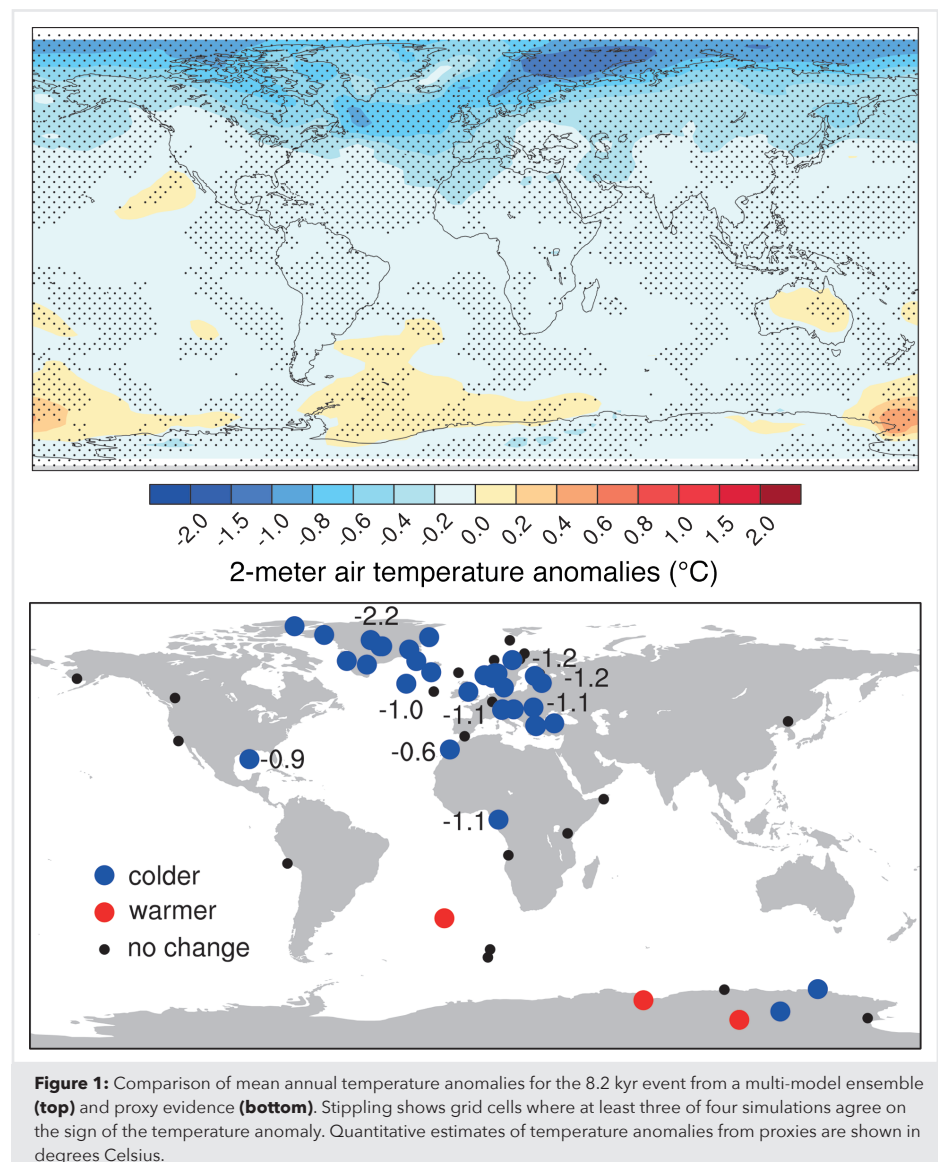 -2.0 -1.5 -1.0 -0.8 -0.6 -0.4 -0.2 0.0 0.2 0.4 0.6 0.8 1.0 1.5 2.0
2-meter air temperature anomalies (°C)
-2.2
-1.2
-1.2
-1.0
-1.1
-1.1
-0.6
-0.9
-1.1
colder
warmer
no change
Figure 1: Comparison of mean annual temperature anomalies for the 8.2 kyr event from a multi-model ensemble
(top) and proxy evidence (bottom). Stippling shows grid cells where at least three of four simulations agree on
the sign of the temperature anomaly. Quantitative estimates of temperature anomalies from proxies are shown in
degrees Celsius.